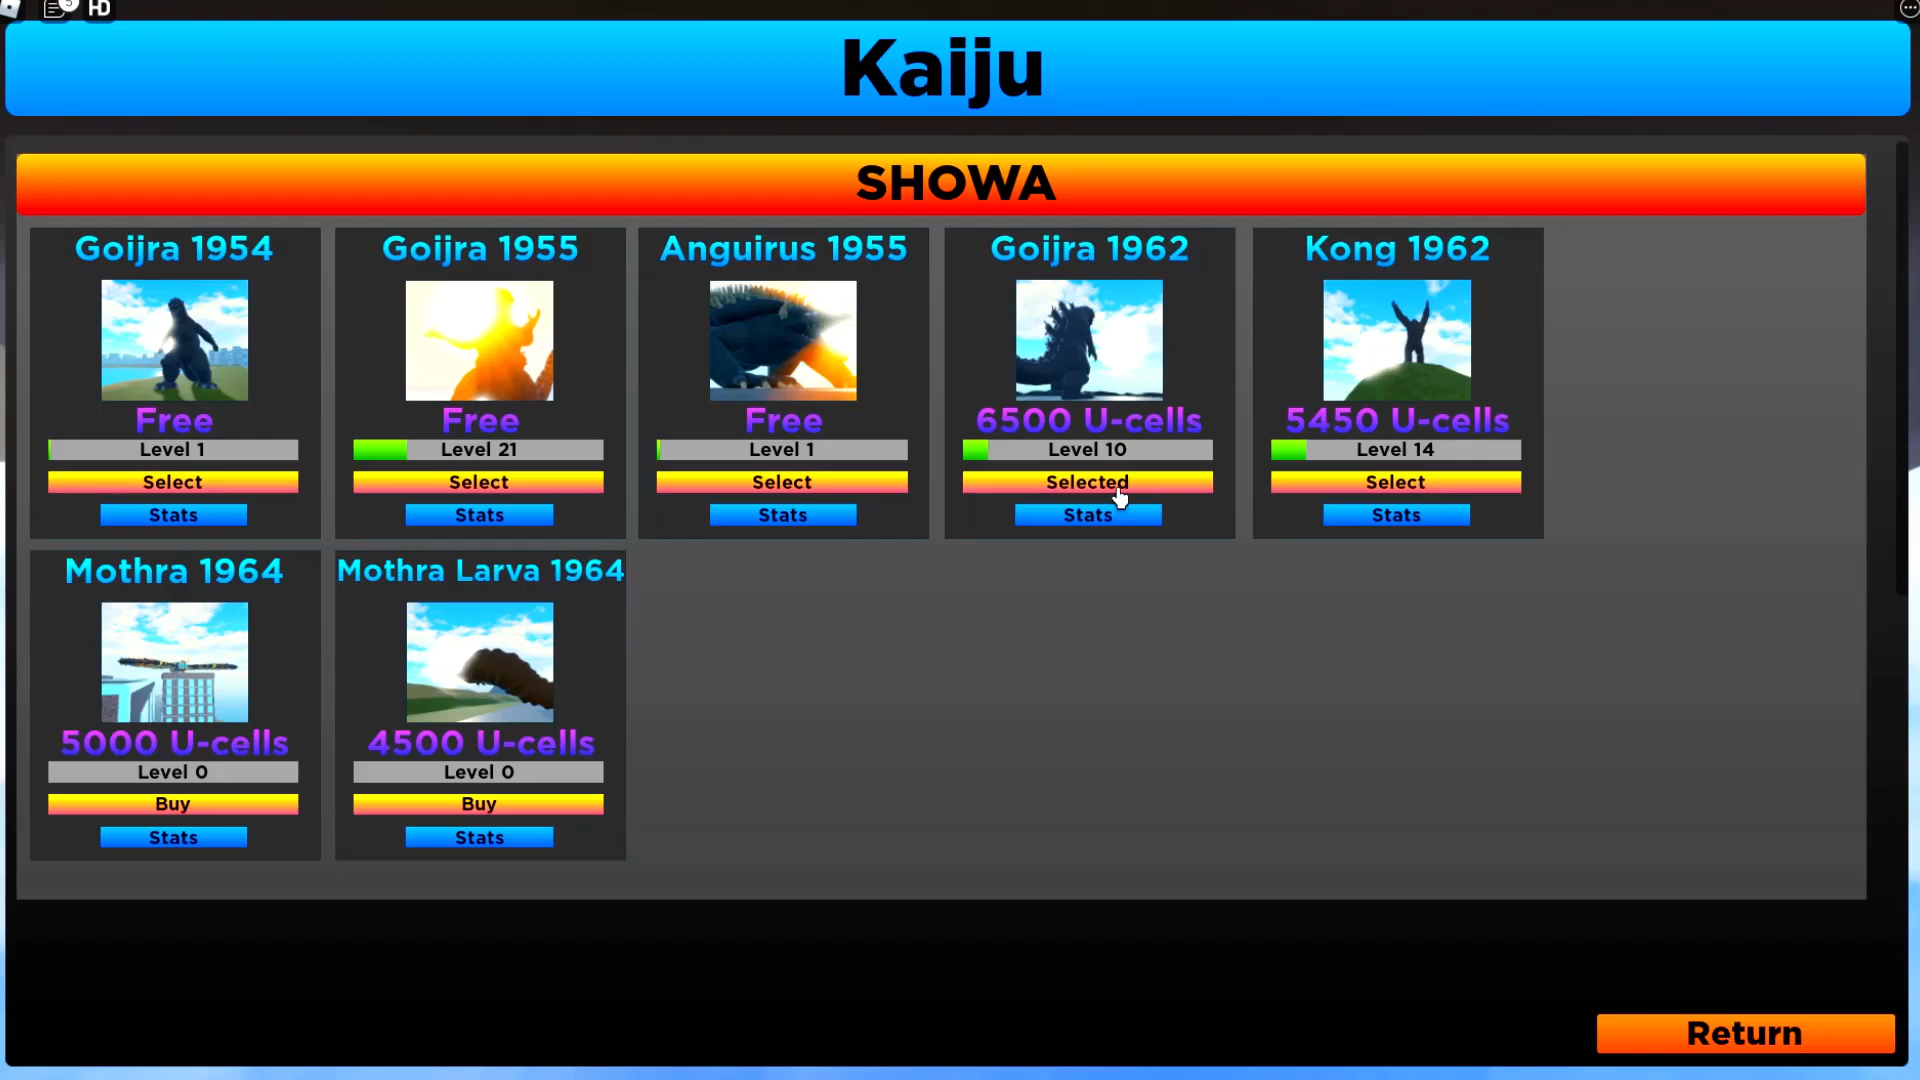 5 HD
Kaiju
SHOWA
Goijra 1954
Free
Level 1
Select
Stats
Goijra 1955
Free
Level 21
Select
Stats
Anguirus 1955
Free
Level 1
Select
Stats
Goijra 1962
6500 U-cells
Level 10
Selected
Stats
Kong 1962
5450 U-cells
Level 14
Select
Stats
Mothra 1964
5000 U-cells
Level 0
Buy
Stats
Mothra Larva 1964
4500 U-cells
Level 0
Buy
Stats
Return